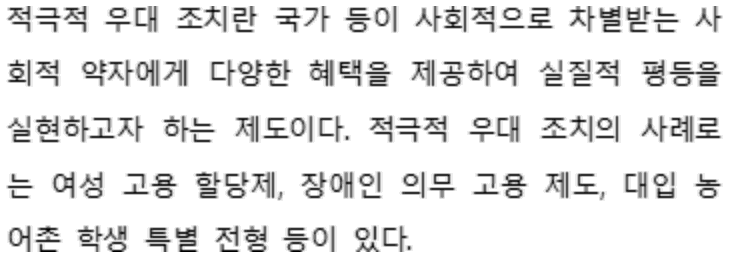 적극적 우대 조치란 국가 등이 사회적으로 차별받는 사
회적 약자에게 다양한 혜택을 제공하여 실질적 평등을
실현하고자 하는 제도이다. 적극적 우대 조치의 사례로
는 여성 고용 할당제, 장애인 의무 고용 제도, 대입 농
어촌 학생 특별 전형 등이 있다.